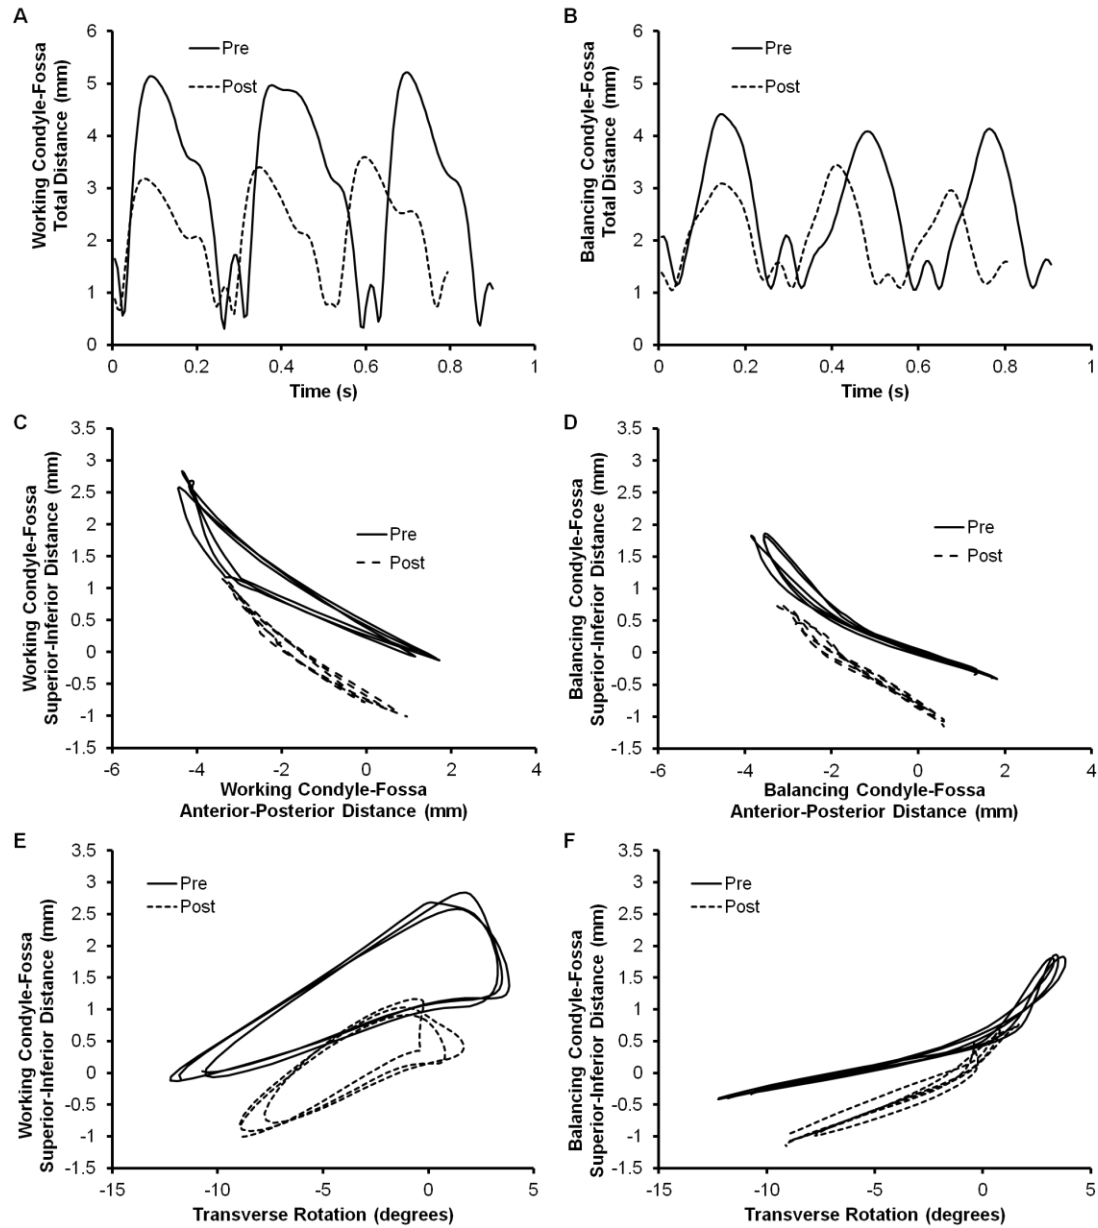 A
Working Condyle-Fossa
Total Distance (mm)
6
5
4
3
2
1
0
Pre
Post
0
0.2
0.4
0.6
0.8
1
Time (s)
B
Balancing Condyle-Fossa
Total Distance (mm)
6
5
4
3
2
1
0
Pre
Post
0
0.2
0.4
0.6
0.8
1
Time (s)
C
Working Condyle-Fossa
Superior-Inferior Distance (mm)
3.5
3
2.5
2
1.5
1
0.5
0
-0.5
-1
-1.5
Pre
Post
-6
-4
-2
0
2
4
Working Condyle-Fossa
Anterior-Posterior Distance (mm)
D
Balancing Condyle-Fossa
Superior-Inferior Distance (mm)
3.5
3
2.5
2
1.5
1
0.5
0
-0.5
-1
-1.5
Pre
Post
-6
-4
-2
0
2
4
Balancing Condyle-Fossa
Anterior-Posterior Distance (mm)
E
Working Condyle-Fossa
Superior-Inferior Distance (mm)
3.5
3
2.5
2
1.5
1
0.5
0
-0.5
-1
-1.5
Pre
Post
-15
-10
-5
0
5
Transverse Rotation (degrees)
F
Balancing Condyle-Fossa
Superior-Inferior Distance (mm)
3.5
3
2.5
2
1.5
1
0.5
0
-0.5
-1
-1.5
Pre
Post
-15
-10
-5
0
5
Transverse Rotation (degrees)